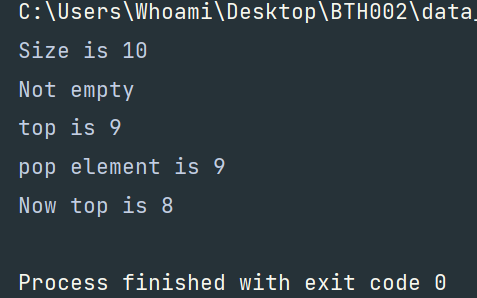 C:\Users\Whoami\Desktop\BTH002\data_
Size is 10
Not empty
top is 9
pop element is 9
Now top is 8
Process finished with exit code 0